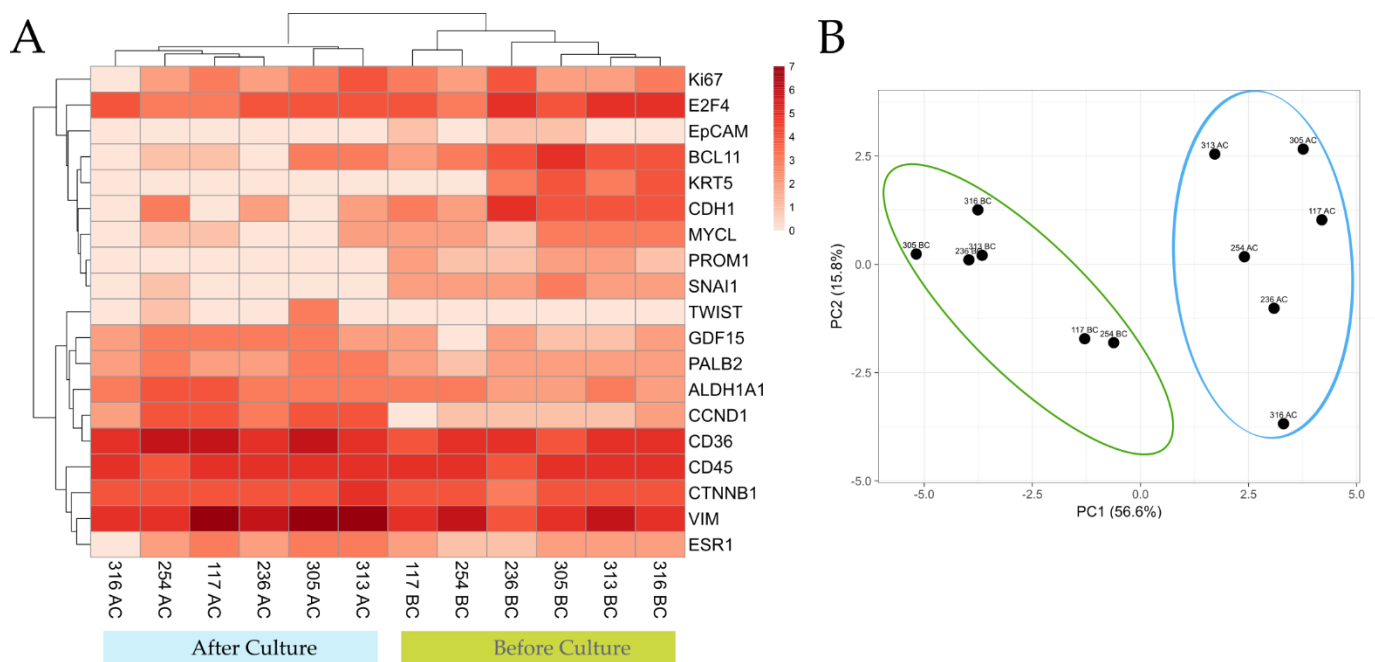 A
B
Ki67
E2F4
EpCAM
BCL11
KRT5
CDH1
MYCL
PROM1
SNAI1
TWIST
GDF15
PALB2
ALDH1A1
CCND1
CD36
CD45
CTNNB1
VIM
ESR1
7
6
5
4
3
2
1
0
316 AC
254 AC
117 AC
236 AC
305 AC
313 AC
117 BC
254 BC
236 BC
305 BC
313 BC
316 BC
After Culture
Before Culture
PC2 (15.8%)
2.5
0.0
-2.5
-5.0
313 AC
305 AC
316 BC
117 AC
305 BC
236 BC
313 BC
254 AC
236 AC
117 BC
254 BC
316 AC
-5.0
-2.5
0.0
2.5
5.0
PC1 (56.6%)